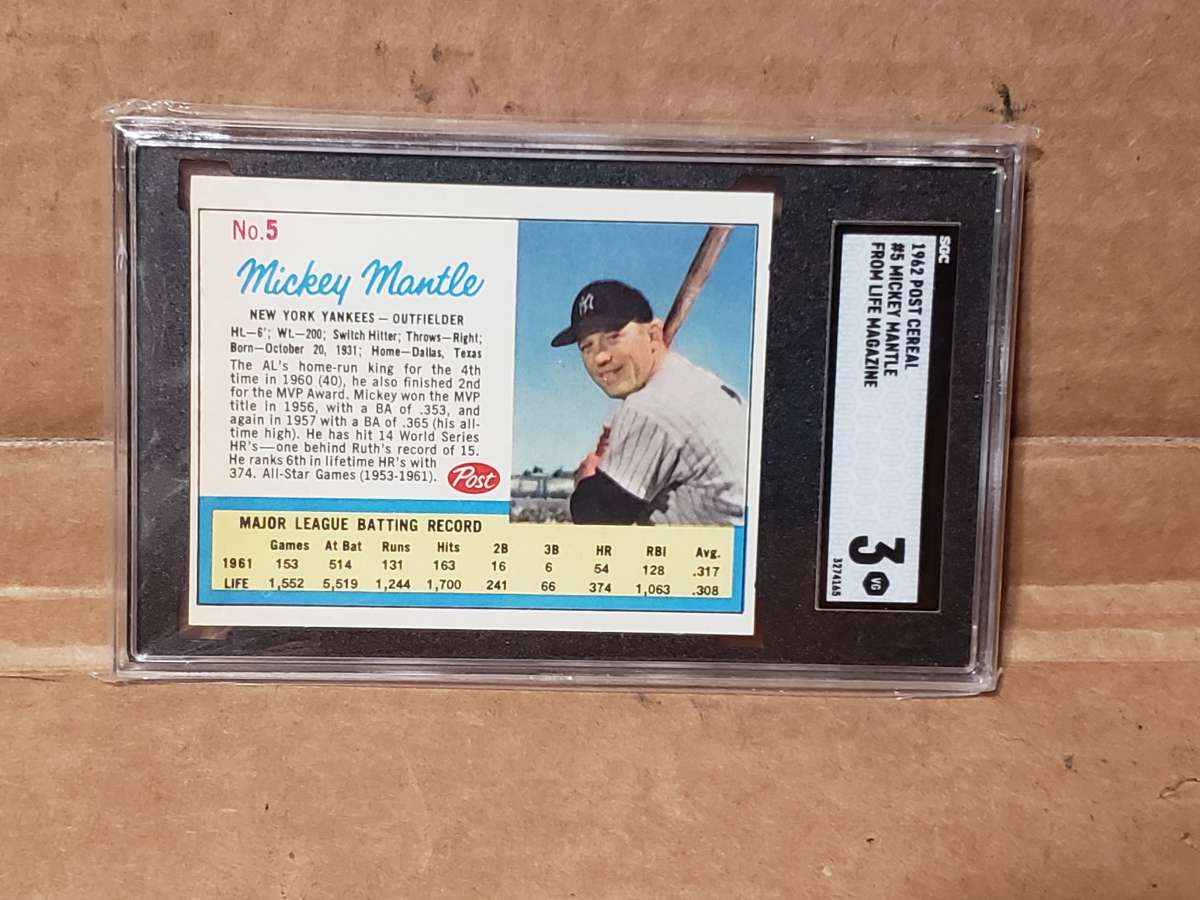 No.5
Mickey Mantle
NEW YORK YANKEES — OUTFIELDER
Ht.—6'; Wt.—200; Switch Hitter; Throws—Right;
Born—October 20, 1931; Home—Dallas, Texas
The AL's home-run king for the 4th
time in 1960 (40), he also finished 2nd
for the MVP Award. Mickey won the MVP
title in 1956, with a BA of .353, and
again in 1957 with a BA of .365 (his all-
time high). He has hit 14 World Series
HR's—one behind Ruth's record of 15.
He ranks 6th in lifetime HR's with
374. All-Star Games (1953-1961).
Post
NY
MAJOR LEAGUE BATTING RECORD
Games At Bat Runs Hits 2B 3B HR RBI Avg.
1961 153 514 131 163 16 6 54 128 .317
LIFE 1,552 5,519 1,244 1,700 241 66 374 1,063 .308
SGC
1962 POST CEREAL
#5 MICKEY MANTLE
FROM LIFE MAGAZINE
3
VG
3274165